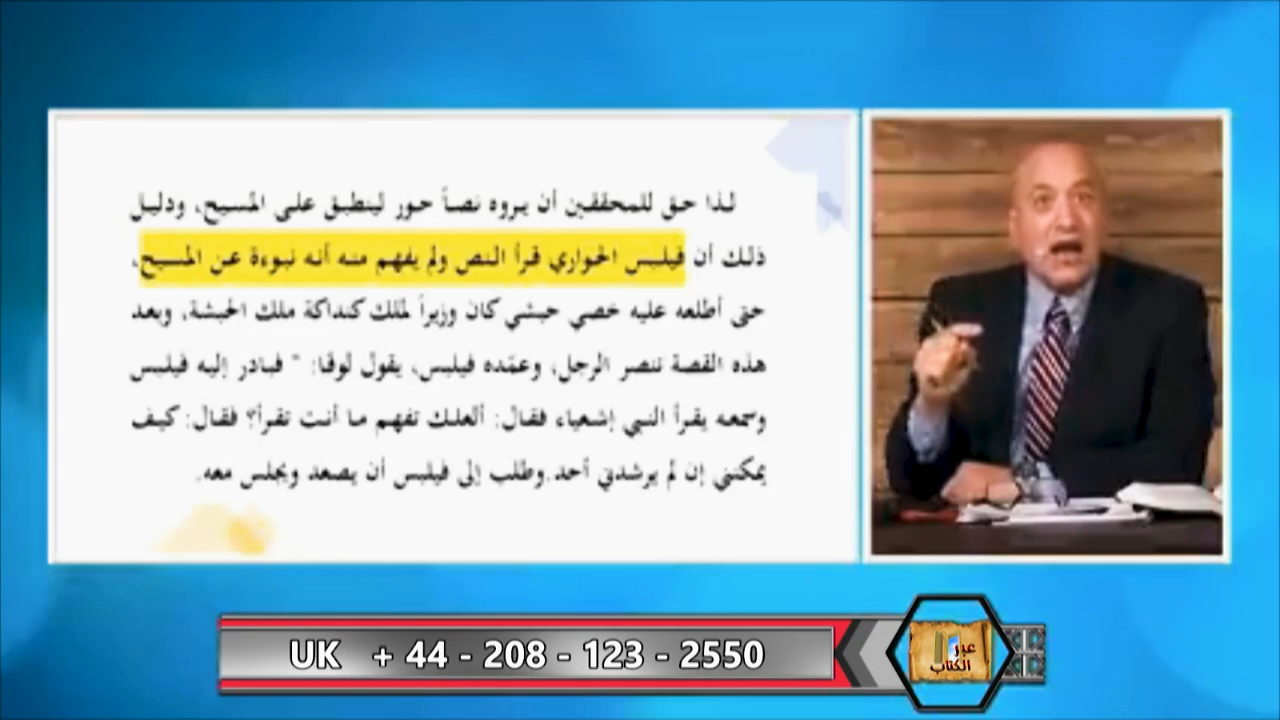 لذا حق للمحققين أن يروه نصاً حور لينطبق على المسيح، ودليل
ذلك أن فيلبس الحواري قرأ النص ولم يفهم منه أنه نبوءة عن المسيح،
حتى أطلعه عليه خصي حبشي كان وزيراً لملك كنداكة ملك الحبشة، وبعد
هذه القصة تنصر الرجل، وعمّده فيلبس، يقول لوقا: " فبادر إليه فيلبس
وسمعه يقرأ النبي إشعياء فقال: ألعلك تفهم ما أنت تقرأ؟ فقال: كيف
يمكنني إن لم يرشدني أحد. وطلب إلى فيلبس أن يصعد ويجلس معه.
UK + 44 - 208 - 123 - 2550
عبر
الكتاب